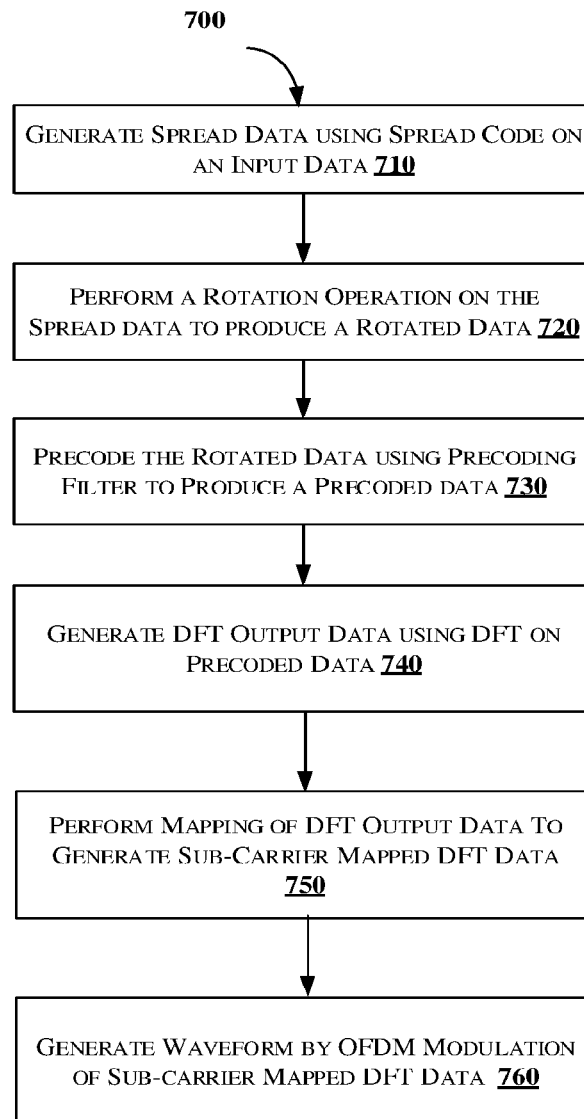 700
GENERATE SPREAD DATA USING SPREAD CODE ON
AN INPUT DATA 710
PERFORM A ROTATION OPERATION ON THE
SPREAD DATA TO PRODUCE A ROTATED DATA 720
PRECODE THE ROTATED DATA USING PRECODING
FILTER TO PRODUCE A PRECODED DATA 730
GENERATE DFT OUTPUT DATA USING DFT ON
PRECODED DATA 740
PERFORM MAPPING OF DFT OUTPUT DATA TO
GENERATE SUB-CARRIER MAPPED DFT DATA
750
GENERATE WAVEFORM BY OFDM MODULATION
OF SUB-CARRIER MAPPED DFT DATA 760